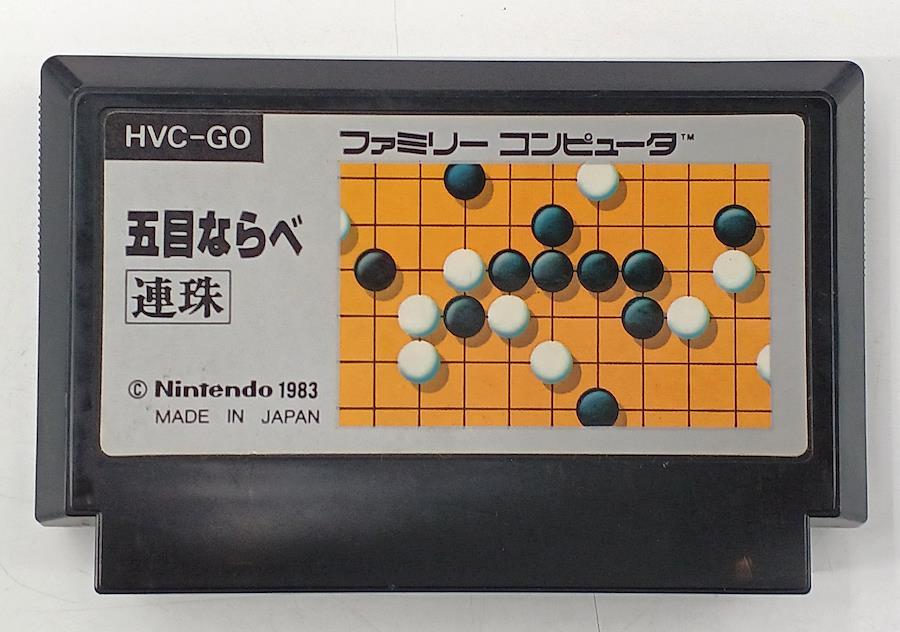 HVC-GO
ファミリー コンピュータ™
五目ならべ
連珠
© Nintendo 1983
MADE IN JAPAN